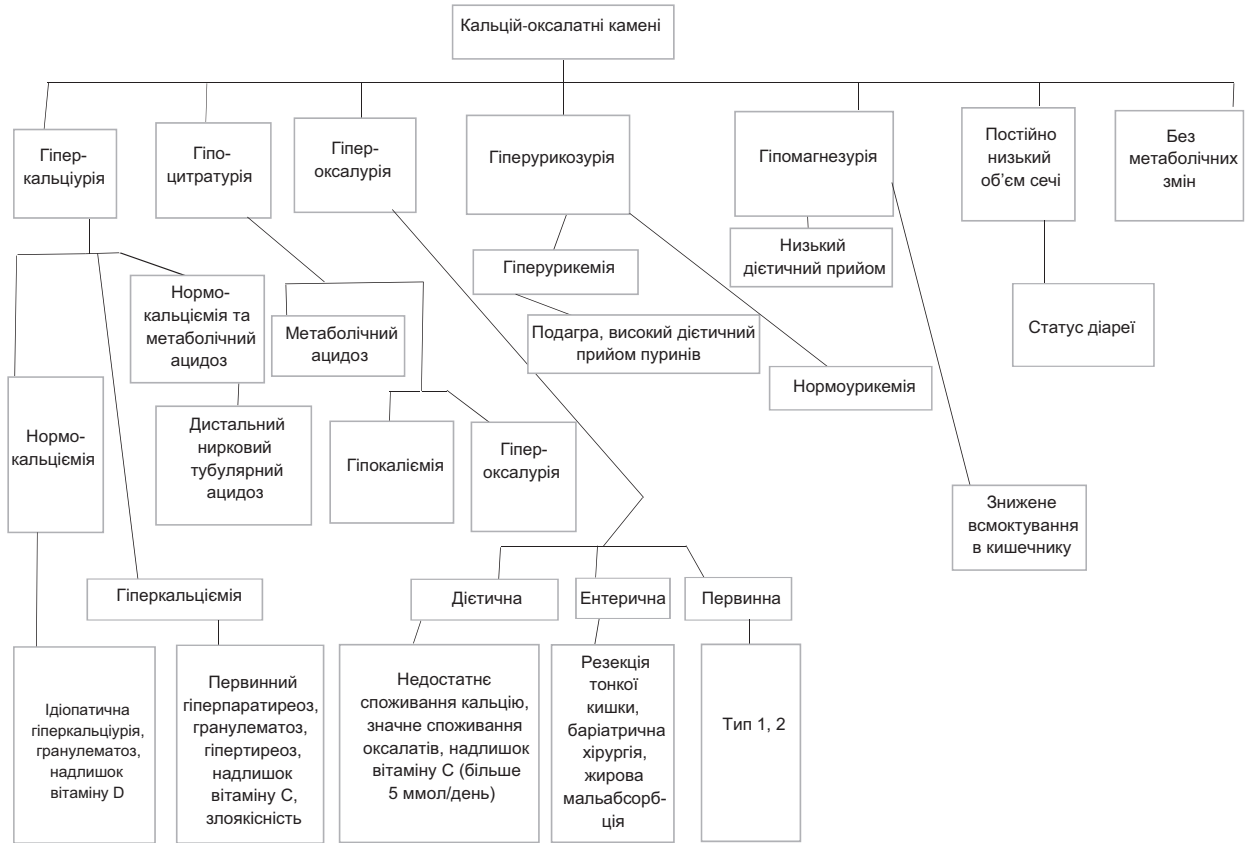 Кальцій-оксалатні камені
Гіпер-
кальціурія
Гіпо-
цитратурія
Гіпер-
оксалурія
Гіперурикозурія
Гіпомагнезурія
Постійно
низький
об’єм сечі
Без
метаболічних
змін
Нормо-
кальціємія
Нормо-
кальціємія та
метаболічний
ацидоз
Дистальний
нирковий
тубулярний
ацидоз
Метаболічний
ацидоз
Гіпокаліємія
Гіпер-
оксалурія
Гіперурикемія
Подагра, високий дієтичний
прийом пуринів
Нормоурикемія
Низький
дієтичний прийом
Знижене
всмоктування
в кишечнику
Статус діареї
Гіперкальціємія
Дієтична
Ентерична
Первинна
Ідіопатична
гіперкальціурія,
гранулематоз,
надлишок
вітаміну D
Первинний
гіперпаратиреоз,
гранулематоз,
гіпертиреоз,
надлишок
вітаміну С,
злоякісність
Недостатнє
споживання кальцію,
значне споживання
оксалатів, надлишок
вітаміну С (більше
5 ммол/день)
Резекція
тонкої
кишки,
баріатрична
хірургія,
жирова
мальабсорб-
ція
Тип 1, 2